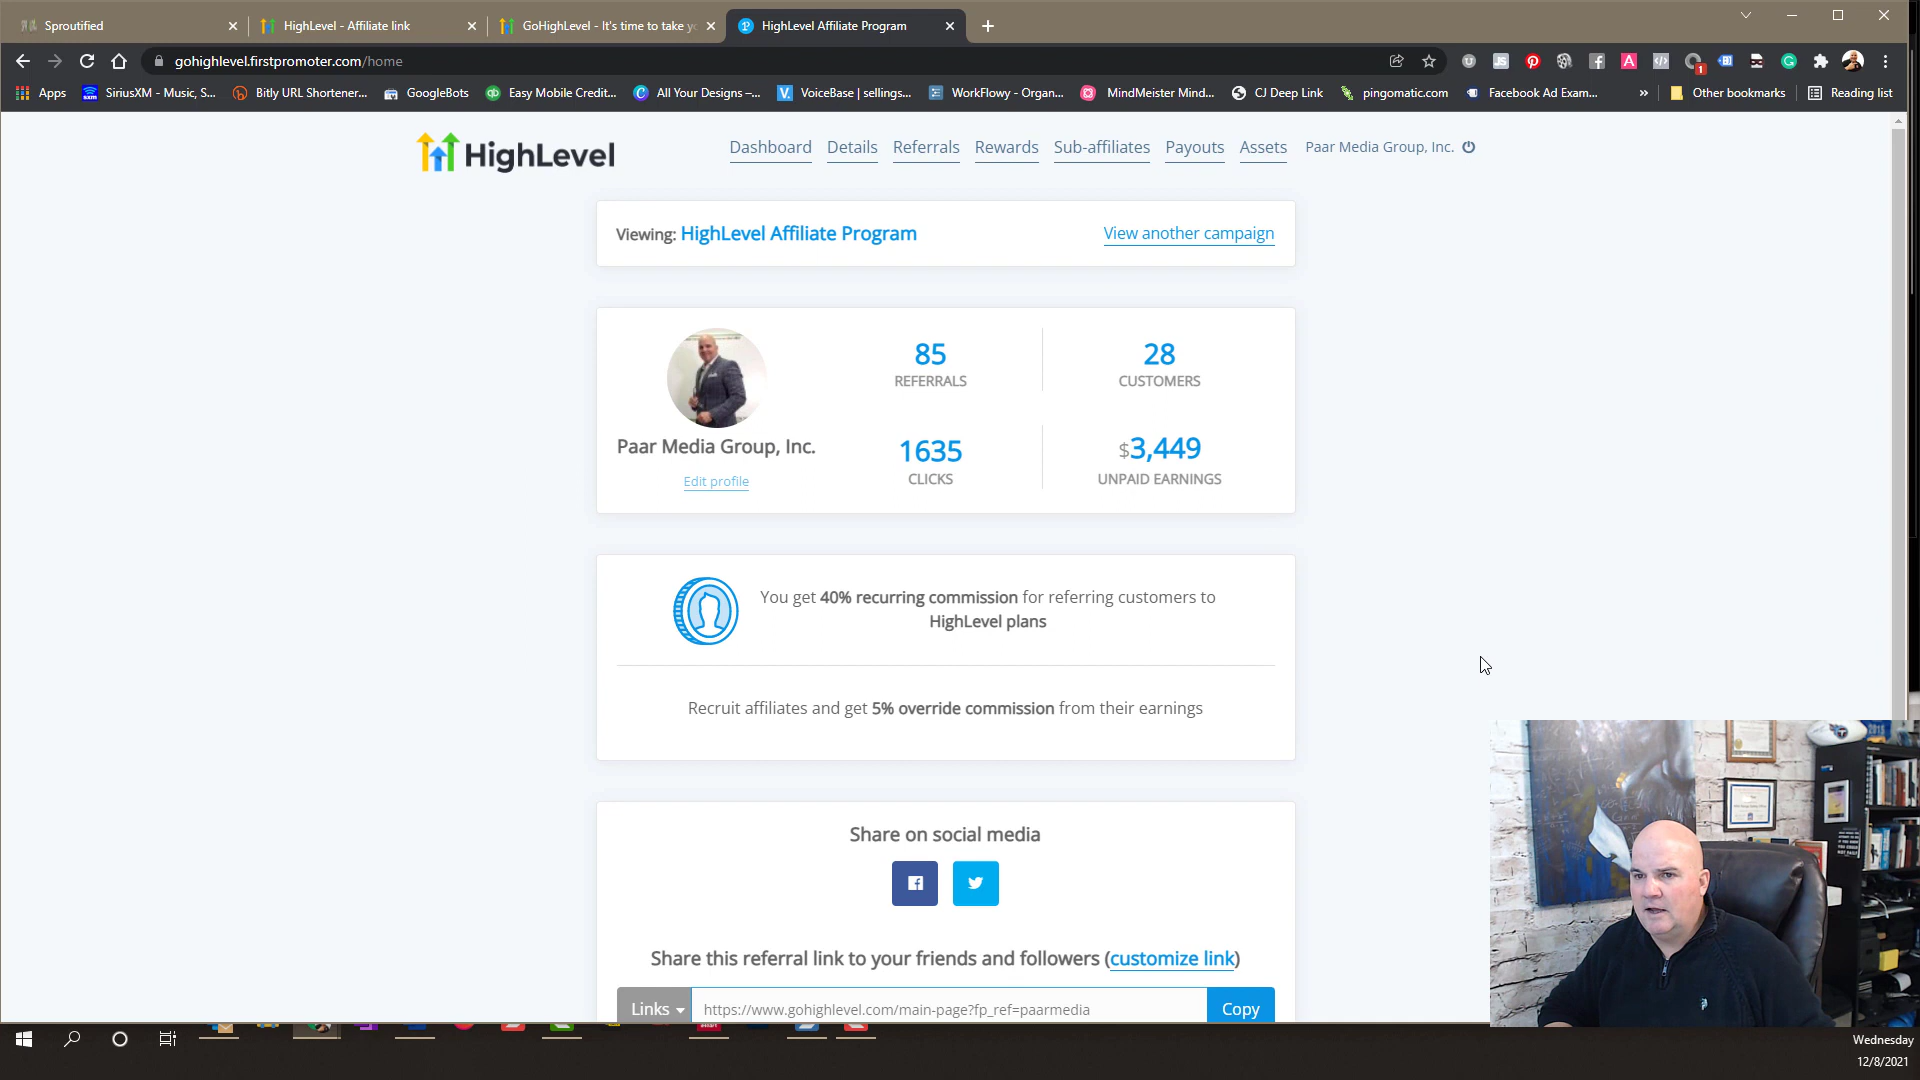 Sproutified
HighLevel - Affiliate link
GoHighLevel - It's time to take yo
HighLevel Affiliate Program
gohighlevel.firstpromoter.com/home
1
Apps
SiriusXM - Music, S...
Bitly URL Shortener...
GoogleBots
Easy Mobile Credit...
All Your Designs –...
VoiceBase | sellings...
WorkFlowy - Organ...
MindMeister Mind...
CJ Deep Link
pingomatic.com
Facebook Ad Exam...
»
Other bookmarks
Reading list
HighLevel
Dashboard
Details
Referrals
Rewards
Sub-affiliates
Payouts
Assets
Paar Media Group, Inc.
Viewing: HighLevel Affiliate Program
View another campaign
85
REFERRALS
28
CUSTOMERS
Paar Media Group, Inc.
Edit profile
1635
CLICKS
$3,449
UNPAID EARNINGS
You get 40% recurring commission for referring customers to
HighLevel plans
Recruit affiliates and get 5% override commission from their earnings
Share on social media
Share this referral link to your friends and followers (customize link)
Links
https://www.gohighlevel.com/main-page?fp_ref=paarmedia
Copy
Wednesday
12/8/2021